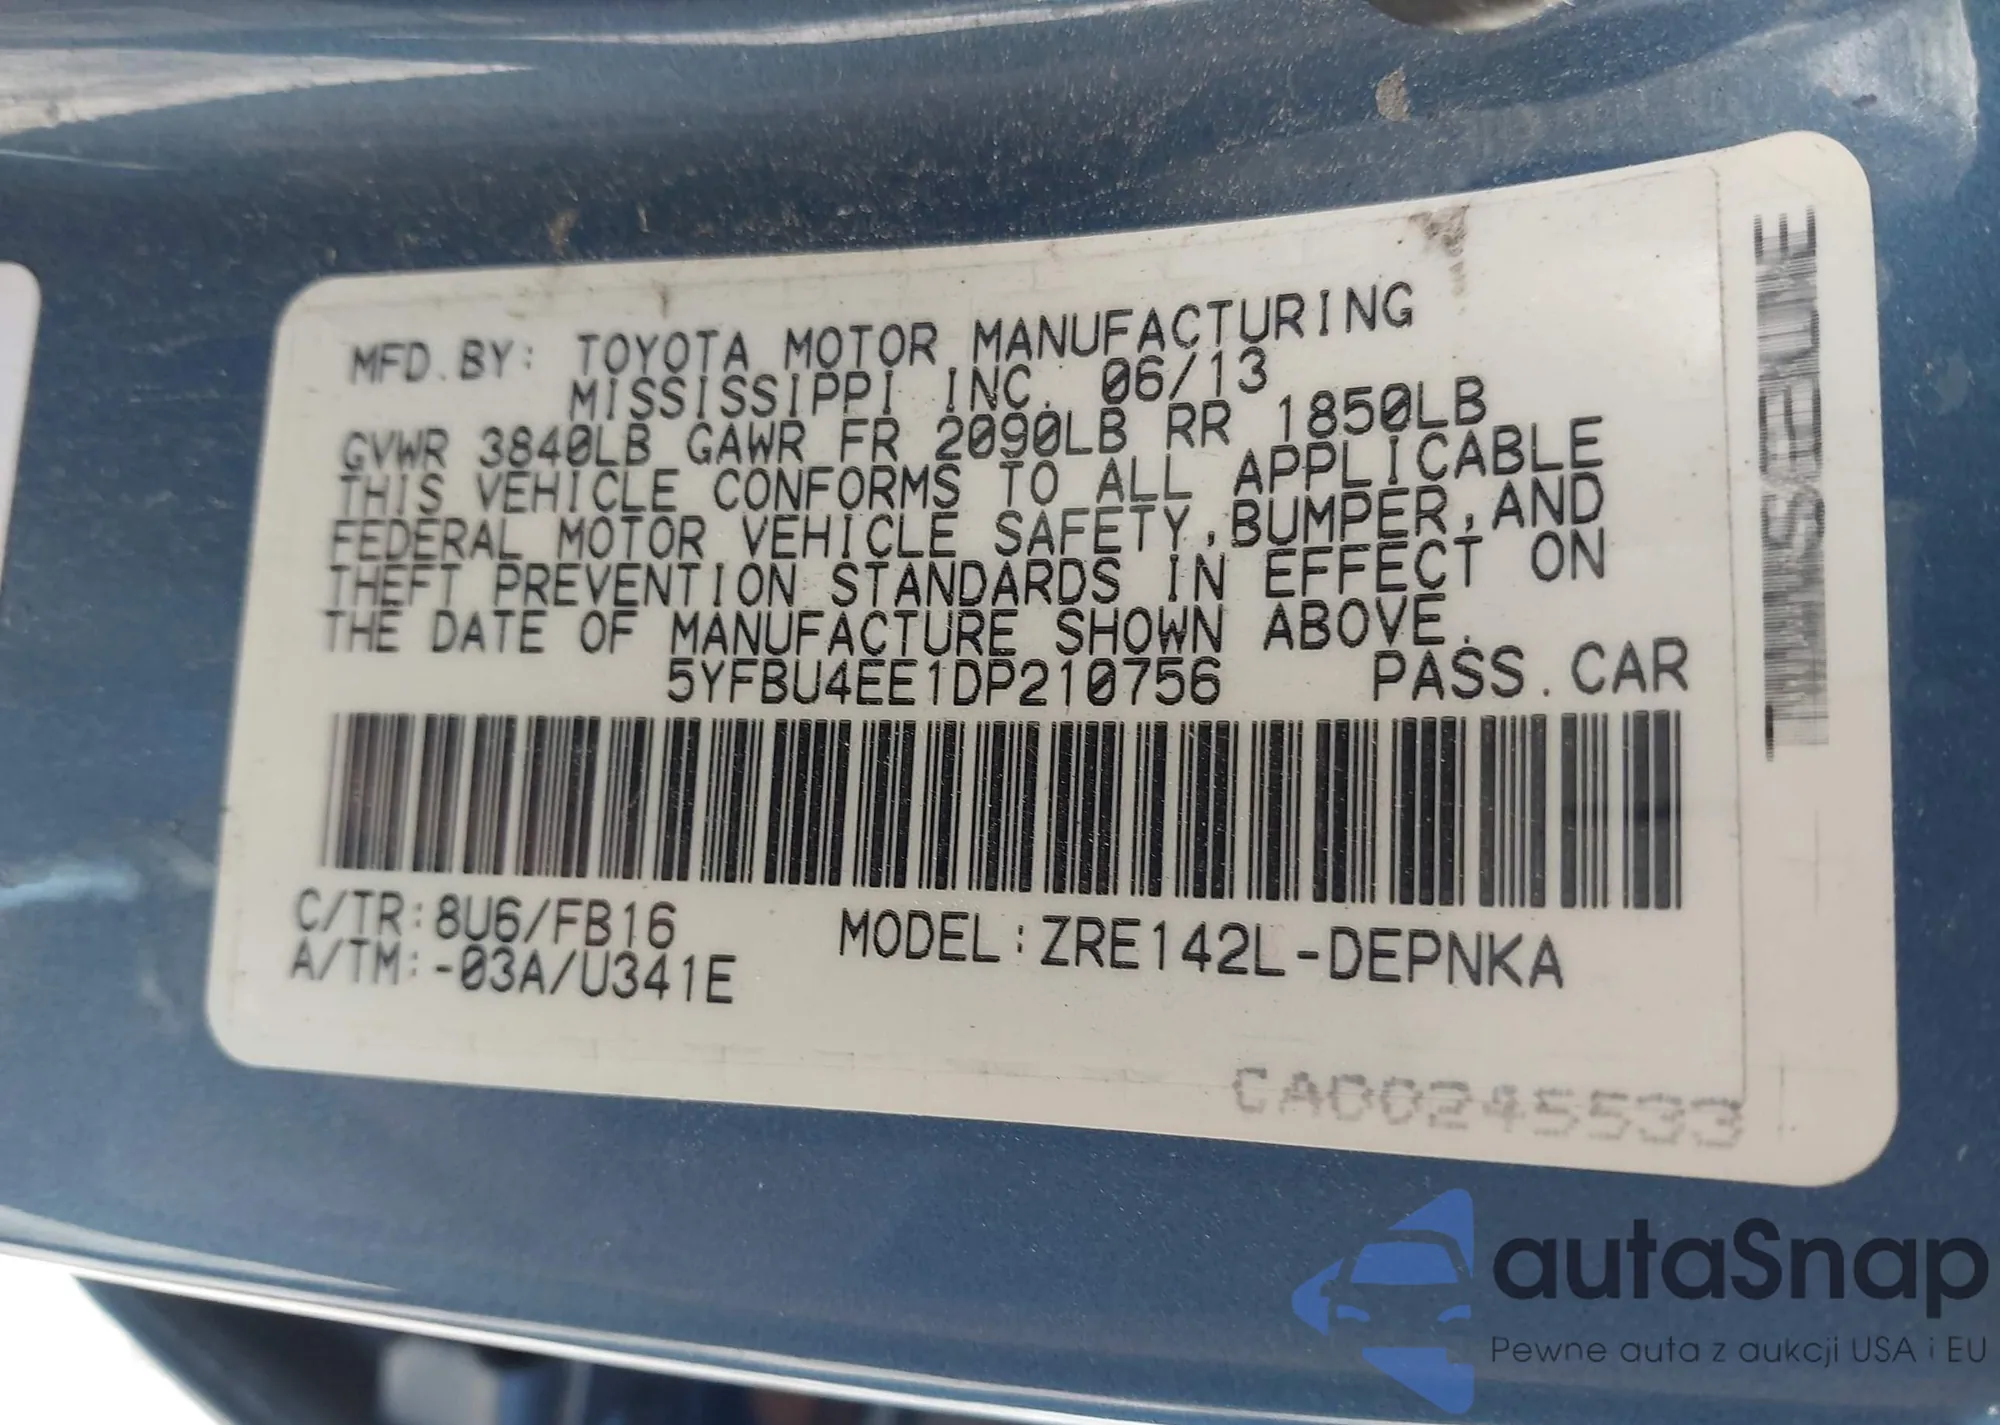 MFD.BY: TOYOTA MOTOR MANUFACTURING
MISSISSIPPI INC. 06/13
GVWR 3840LB GAWR FR 2090LB RR 1850LB
THIS VEHICLE CONFORMS TO ALL APPLICABLE
FEDERAL MOTOR VEHICLE SAFETY,BUMPER,AND
THEFT PREVENTION STANDARDS IN EFFECT ON
THE DATE OF MANUFACTURE SHOWN ABOVE.
5YFBU4EE1DP210756 PASS.CAR
C/TR:8U6/FB16
A/TM:-03A/U341E
MODEL:ZRE142L-DEPNKA
CA00245533
autaSnap
Pewne auta z aukcji USA i EU